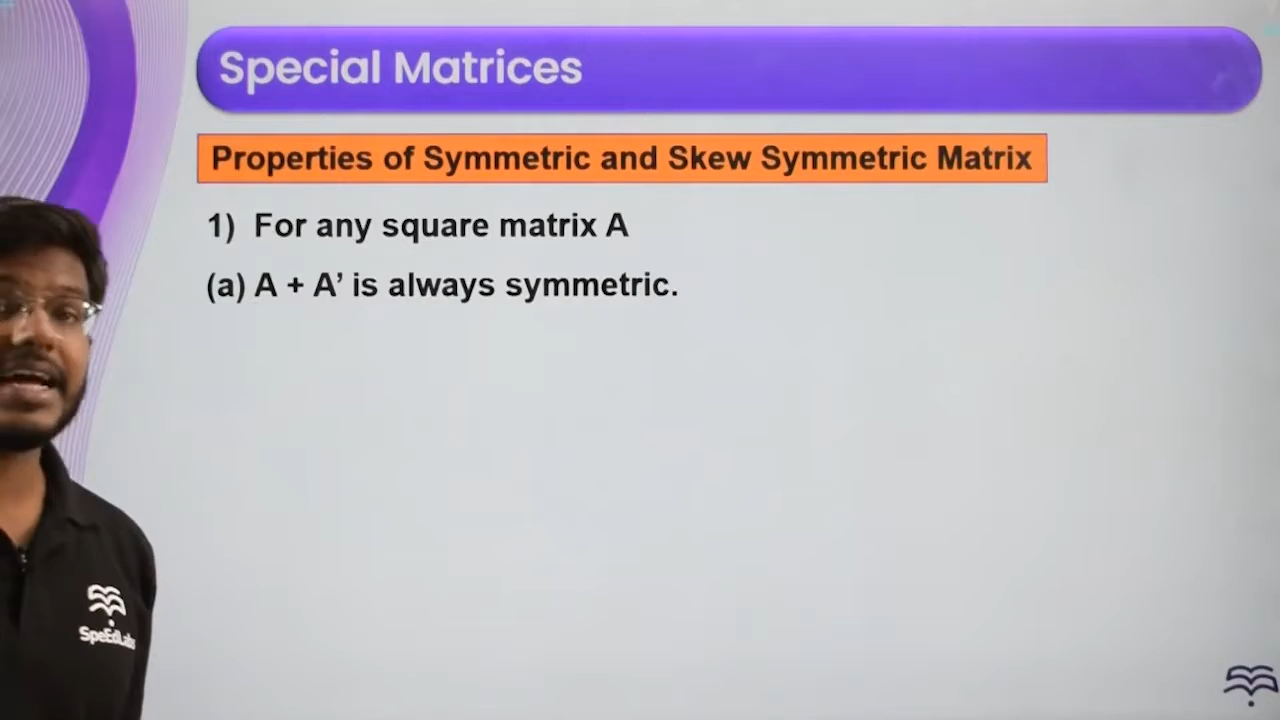 Special Matrices
Properties of Symmetric and Skew Symmetric Matrix
1) For any square matrix A
(a) A + A’ is always symmetric.
SpeEdLabs